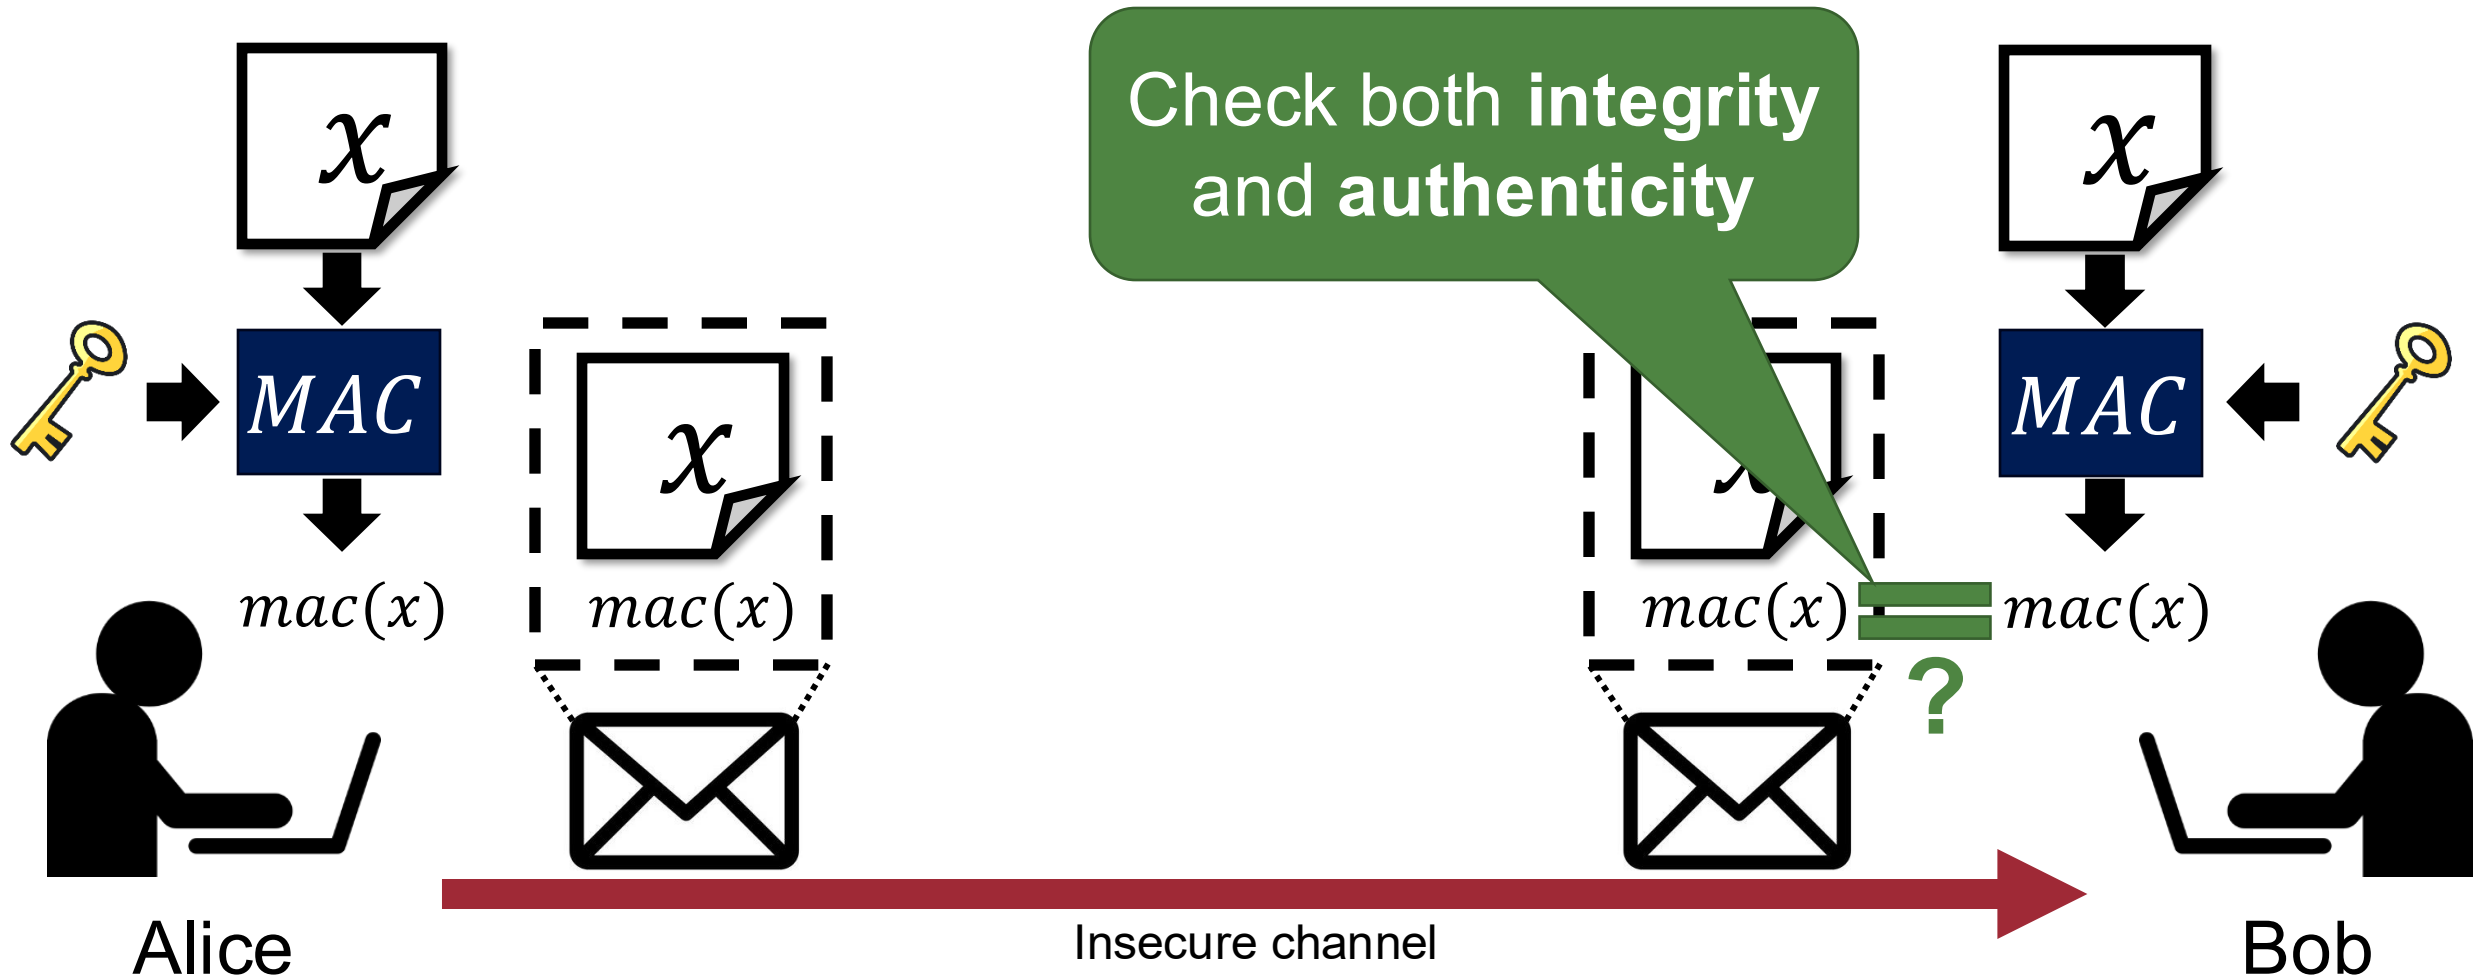 x
Check both integrity
and authenticity
x
MAC
x
x
MAC
mac(x)
mac(x)
mac(x)
mac(x)
?
Insecure channel
Alice
Bob